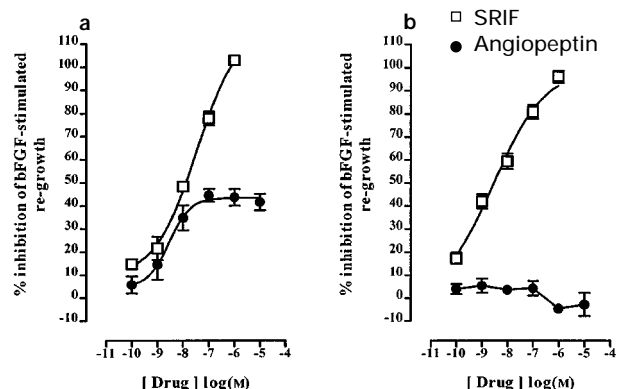 a
b
SRIF
Angiopeptin
% inhibition of bFGF-stimulated
re-growth
110
100
90
80
70
60
50
40
30
20
10
0
-10
-11 -10 -9 -8 -7 -6 -5 -4
[ Drug ] log(M)
% inhibition of bFGF-stimulated
re-growth
110
100
90
80
70
60
50
40
30
20
10
0
-10
-11 -10 -9 -8 -7 -6 -5 -4
[ Drug ] log(M)